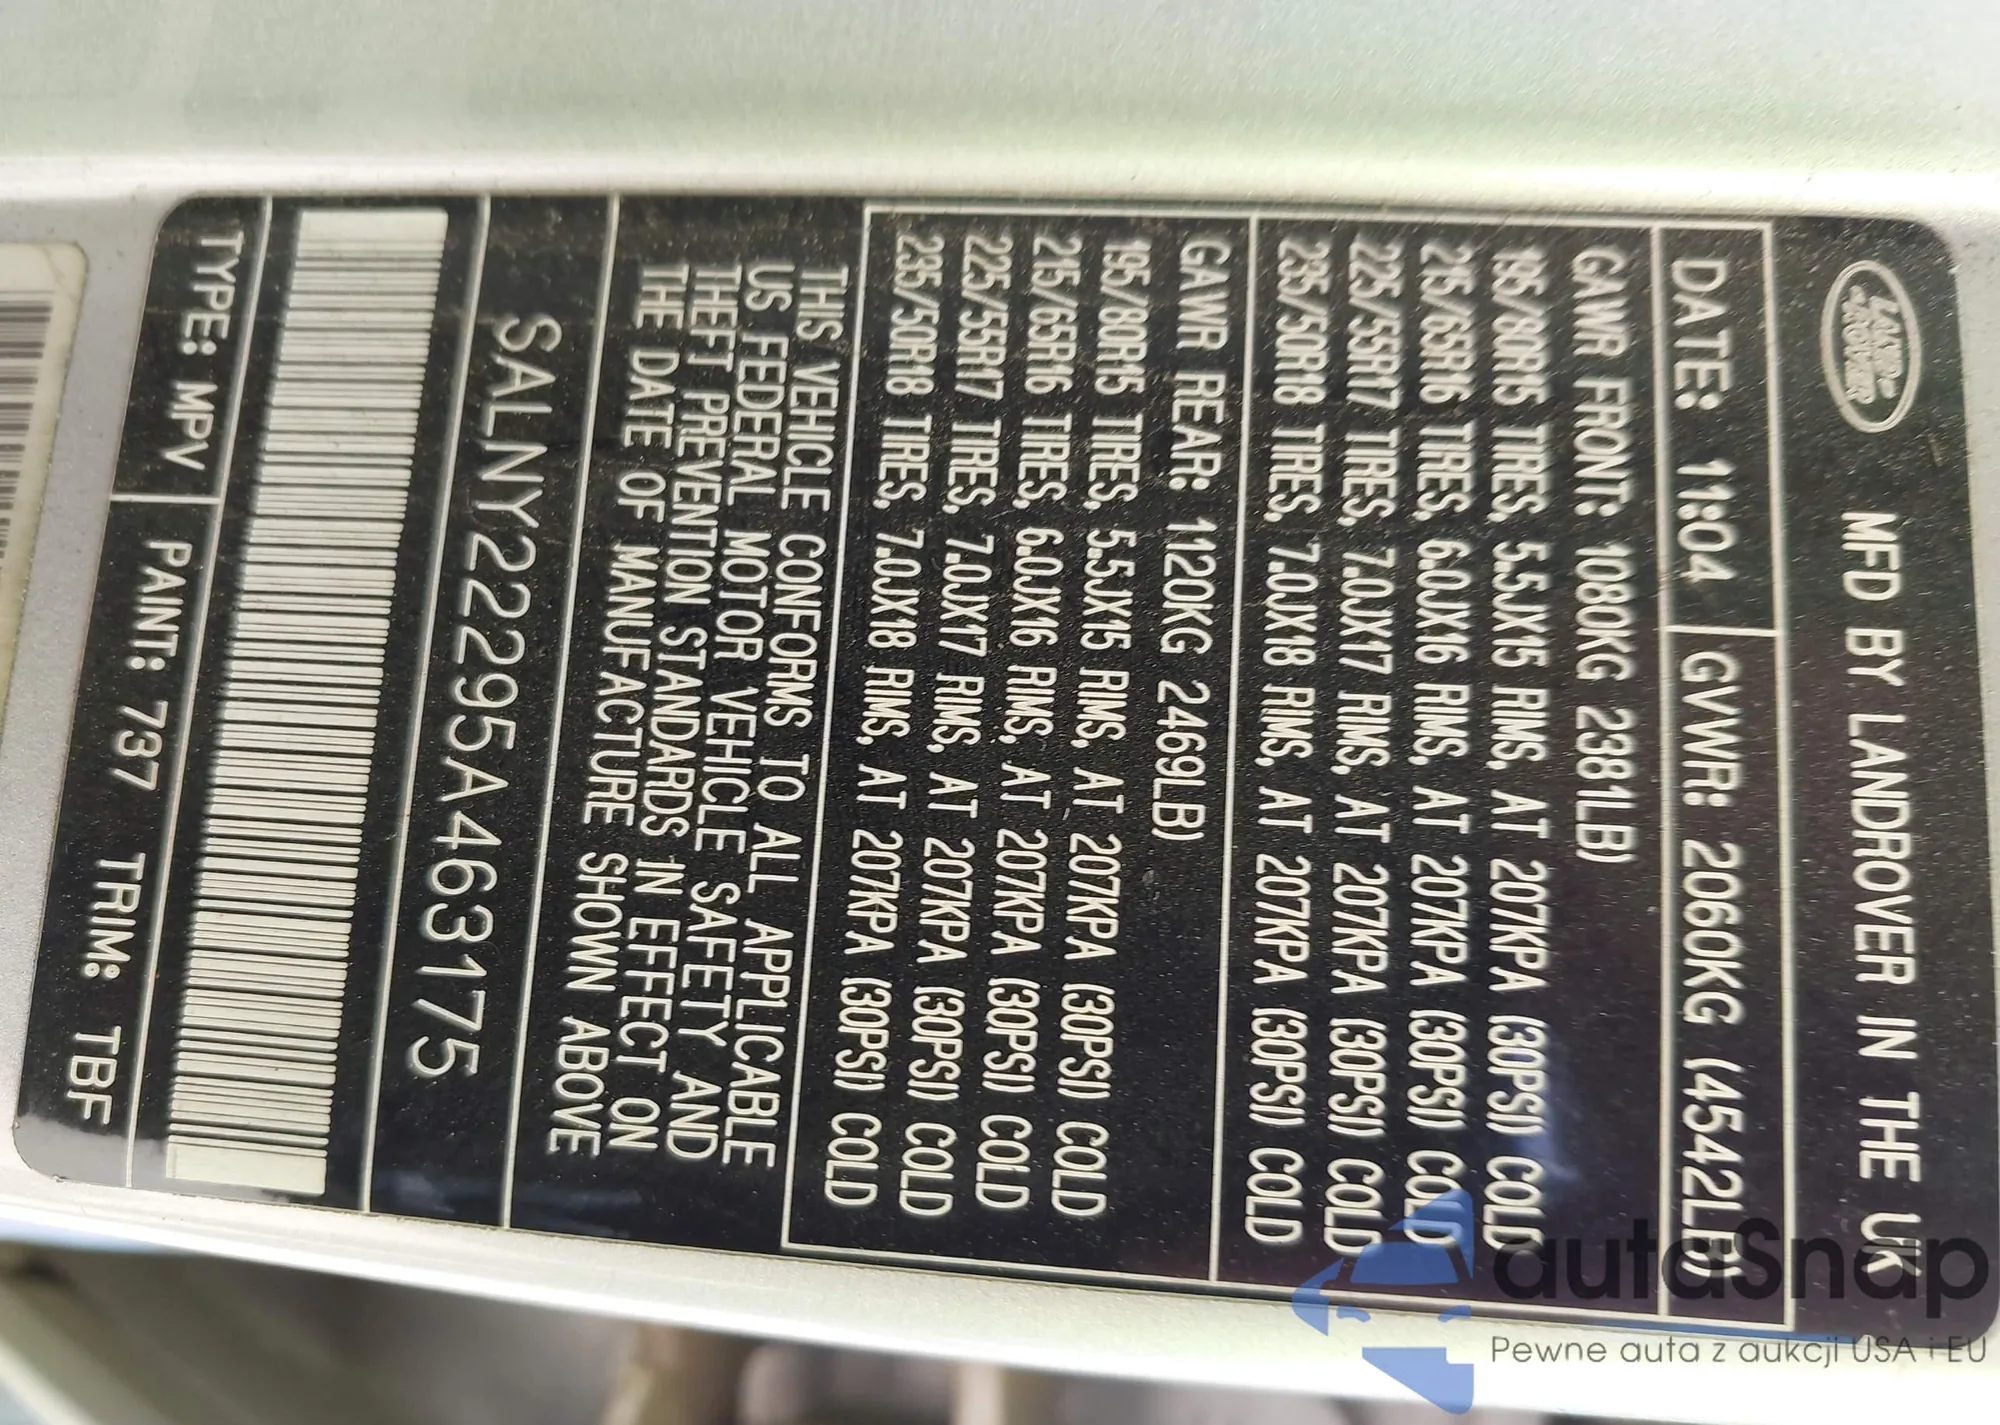 LAND-
ROVER
MFD BY LANDROVER IN THE UK
DATE: 11:04 GVWR: 2060KG (4542LB)
GAWR FRONT: 1080KG 2381LB)
195/80R15 TIRES, 5.5JX15 RIMS, AT 207KPA (30PSI) COLD
215/65R16 TIRES, 6.0JX16 RIMS, AT 207KPA (30PSI) COLD
225/55R17 TIRES, 7.0JX17 RIMS, AT 207KPA (30PSI) COLD
235/50R18 TIRES, 7.0JX18 RIMS, AT 207KPA (30PSI) COLD
GAWR REAR: 1120KG 2469LB)
195/80R15 TIRES, 5.5JX15 RIMS, AT 207KPA (30PSI) COLD
215/65R16 TIRES, 6.0JX16 RIMS, AT 207KPA (30PSI) COLD
225/55R17 TIRES, 7.0JX17 RIMS, AT 207KPA (30PSI) COLD
235/50R18 TIRES, 7.0JX18 RIMS, AT 207KPA (30PSI) COLD
THIS VEHICLE CONFORMS TO ALL APPLICABLE
US FEDERAL MOTOR VEHICLE SAFETY AND
THEFT PREVENTION STANDARDS IN EFFECT ON
THE DATE OF MANUFACTURE SHOWN ABOVE
SALNY22295A463175
TYPE: MPV PAINT: 737 TRIM: TBF
autaSnap
Pewne auta z aukcji USA i EU